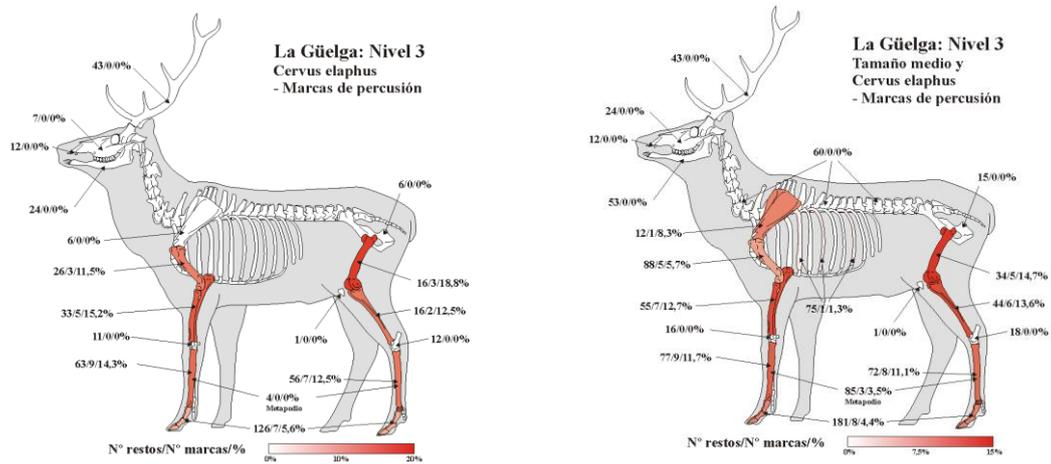 La Güelga: Nivel 3
Cervus elaphus
- Marcas de percusión
43/0/0%
7/0/0%
12/0/0%
24/0/0%
6/0/0%
6/0/0%
26/3/11,5%
16/3/18,8%
33/5/15,2%
16/2/12,5%
1/0/0%
11/0/0%
12/0/0%
63/9/14,3%
56/7/12,5%
4/0/0%
Metapodio
126/7/5,6%
N° restos/N° marcas/%
0% 10% 20%
La Güelga: Nivel 3
Tamaño medio y
Cervus elaphus
- Marcas de percusión
43/0/0%
24/0/0%
12/0/0%
60/0/0%
53/0/0%
15/0/0%
12/1/8,3%
88/5/5,7%
34/5/14,7%
55/7/12,7%
75/1/1,3%
44/6/13,6%
16/0/0%
1/0/0%
18/0/0%
77/9/11,7%
72/8/11,1%
85/3/3,5%
Metapodio
181/8/4,4%
N° restos/N° marcas/%
0% 7,5% 15%